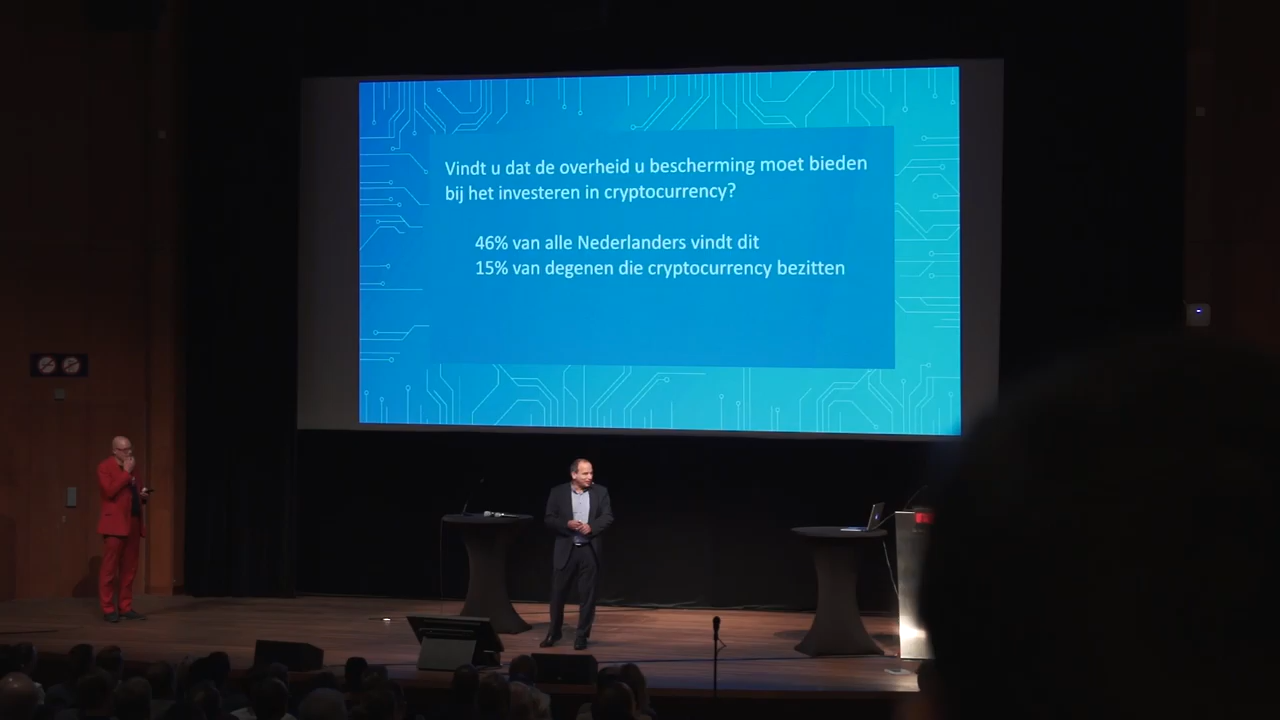 Vindt u dat de overheid u bescherming moet bieden
bij het investeren in cryptocurrency?
46% van alle Nederlanders vindt dit
15% van degenen die cryptocurrency bezitten